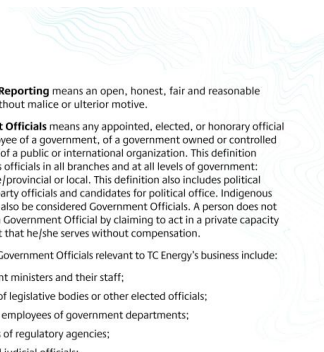 Reporting means an open, honest, fair and reasonable
without malice or ulterior motive.
Officials means any appointed, elected, or honorary official
of a government, of a government owned or controlled
of a public or international organization. This definition
officials in all branches and at all levels of government:
/provincial or local. This definition also includes political
party officials and candidates for political office. Indigenous
also be considered Government Officials. A person does not
Government Official by claiming to act in a private capacity
that he/she serves without compensation.
Government Officials relevant to TC Energy's business include:
ministers and their staff;
of legislative bodies or other elected officials;
employees of government departments;
of regulatory agencies;
judicial officials;